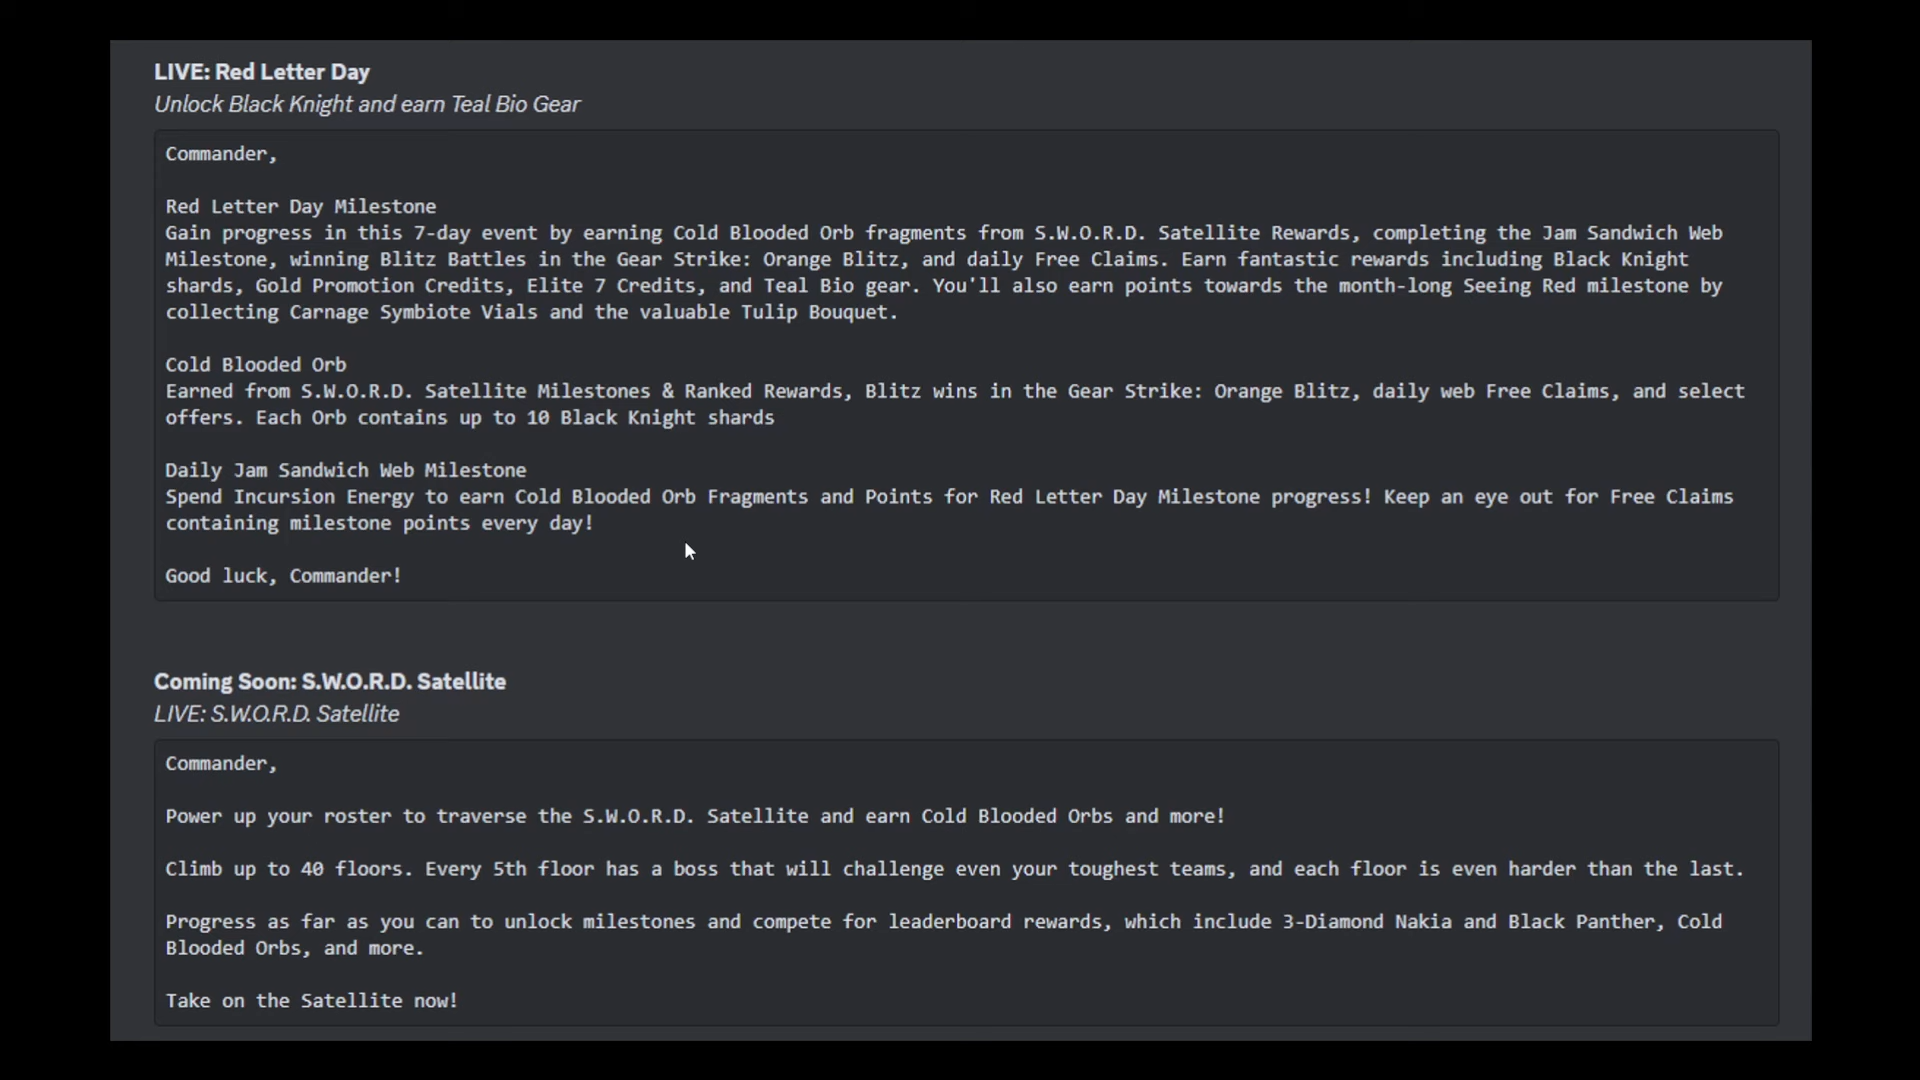 LIVE: Red Letter Day
Unlock Black Knight and earn Teal Bio Gear
Commander,
Red Letter Day Milestone
Gain progress in this 7-day event by earning Cold Blooded Orb fragments from S.W.O.R.D. Satellite Rewards, completing the Jam Sandwich Web
Milestone, winning Blitz Battles in the Gear Strike: Orange Blitz, and daily Free Claims. Earn fantastic rewards including Black Knight
shards, Gold Promotion Credits, Elite 7 Credits, and Teal Bio gear. You'll also earn points towards the month-long Seeing Red milestone by
collecting Carnage Symbiote Vials and the valuable Tulip Bouquet.
Cold Blooded Orb
Earned from S.W.O.R.D. Satellite Milestones & Ranked Rewards, Blitz wins in the Gear Strike: Orange Blitz, daily web Free Claims, and select
offers. Each Orb contains up to 10 Black Knight shards
Daily Jam Sandwich Web Milestone
Spend Incursion Energy to earn Cold Blooded Orb Fragments and Points for Red Letter Day Milestone progress! Keep an eye out for Free Claims
containing milestone points every day!
Good luck, Commander!
Coming Soon: S.W.O.R.D. Satellite
LIVE: S.W.O.R.D. Satellite
Commander,
Power up your roster to traverse the S.W.O.R.D. Satellite and earn Cold Blooded Orbs and more!
Climb up to 40 floors. Every 5th floor has a boss that will challenge even your toughest teams, and each floor is even harder than the last.
Progress as far as you can to unlock milestones and compete for leaderboard rewards, which include 3-Diamond Nakia and Black Panther, Cold
Blooded Orbs, and more.
Take on the Satellite now!